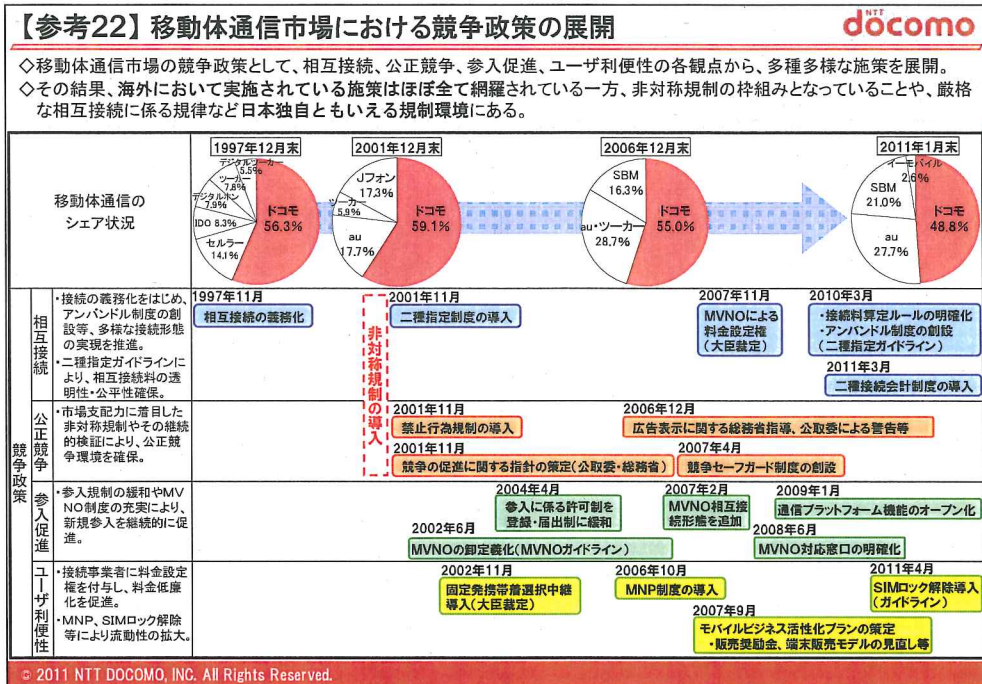 【参考22】移動体通信市場における競争政策の展開
NTT
döcomo
◇移動体通信市場の競争政策として、相互接続、公正競争、参入促進、ユーザ利便性の各観点から、多種多様な施策を展開。
◇その結果、海外において実施されている施策はほぼ全て網羅されている一方、非対称規制の枠組みとなっていることや、厳格
な相互接続に係る規律など日本独自ともいえる規制環境にある。
移動体通信の
シェア状況
1997年12月末
デジタルツーカー
5.5%
ツーカー
7.8%
デジタルホン
7.9%
IDO 8.3%
セルラー
14.1%
ドコモ
56.3%
2001年12月末
Jフォン
17.3%
ツーカー
5.9%
au
17.7%
ドコモ
59.1%
2006年12月末
SBM
16.3%
au・ツーカー
28.7%
ドコモ
55.0%
2011年1月末
イーモバイル
2.6%
SBM
21.0%
au
27.7%
ドコモ
48.8%
競争政策
相互接続
・接続の義務化をはじめ、
アンバンドル制度の創
設等、多様な接続形態
の実現を推進。
・二種指定ガイドラインに
より、相互接続料の透
明性・公平性確保。
1997年11月
相互接続の義務化
非対称規制の導入
2001年11月
二種指定制度の導入
2007年11月
MVNOによる
料金設定権
(大臣裁定)
2010年3月
・接続料算定ルールの明確化
・アンバンドル制度の創設
(二種指定ガイドライン)
2011年3月
二種接続会計制度の導入
公正競争
・市場支配力に着目した
非対称規制やその継続
的検証により、公正競
争環境を確保。
2001年11月
禁止行為規制の導入
2006年12月
広告表示に関する総務省指導、公取委による警告等
2001年11月
競争の促進に関する指針の策定(公取委・総務省)
2007年4月
競争セーフガード制度の創設
参入促進
・参入規制の緩和やMV
NO制度の充実により、
新規参入を継続的に促
進。
2004年4月
参入に係る許可制を
登録・届出制に緩和
2007年2月
MVNO相互接
続形態を追加
2009年1月
通信プラットフォーム機能のオープン化
2002年6月
MVNOの卸定義化(MVNOガイドライン)
2008年6月
MVNO対応窓口の明確化
ユーザ利便性
・接続事業者に料金設定
権を付与し、料金低廉
化を促進。
・MNP、SIMロック解除
等により流動性の拡大。
2002年11月
固定発携帯着選択中継
導入(大臣裁定)
2006年10月
MNP制度の導入
2011年4月
SIMロック解除導入
(ガイドライン)
2007年9月
モバイルビジネス活性化プランの策定
・販売奨励金、端末販売モデルの見直し等
© 2011 NTT DOCOMO, INC. All Rights Reserved.